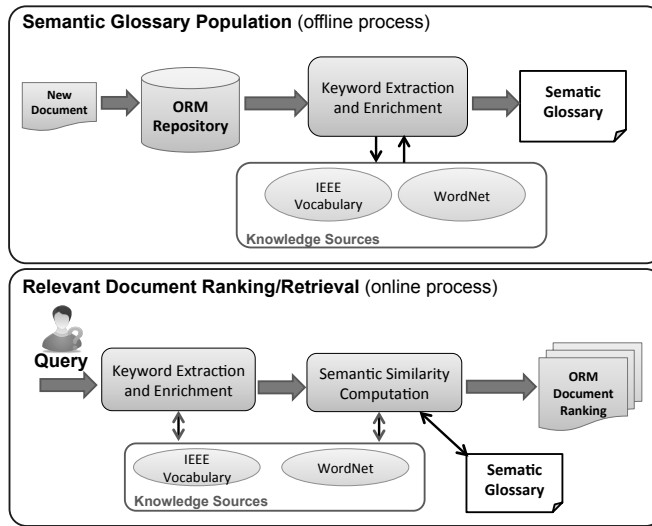 Semantic Glossary Population (offline process)
New
Document
ORM
Repository
Keyword Extraction
and Enrichment
Sematic
Glossary
IEEE
Vocabulary
WordNet
Knowledge Sources
Relevant Document Ranking/Retrieval (online process)
Query
Keyword Extraction
and Enrichment
Semantic Similarity
Computation
ORM
Document
Ranking
IEEE
Vocabulary
WordNet
Knowledge Sources
Sematic
Glossary